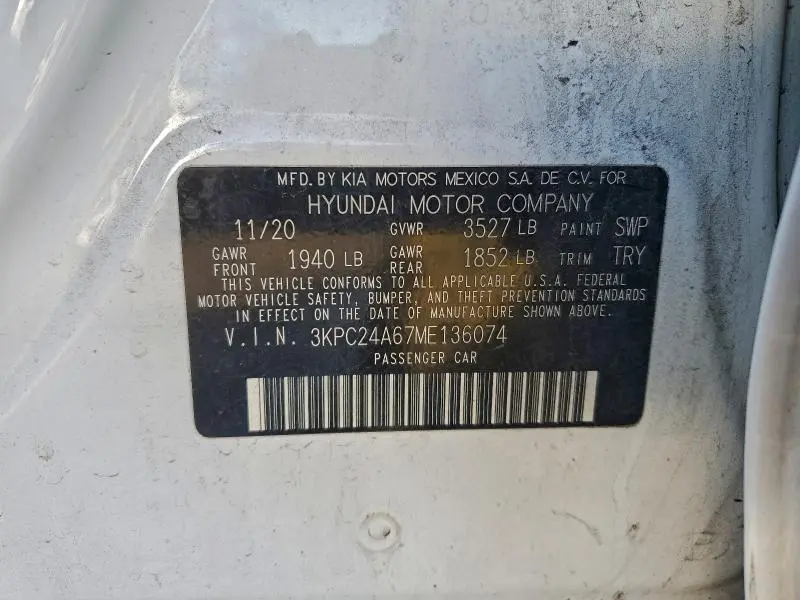 MFD. BY KIA MOTORS MEXICO S.A. DE C.V. FOR
HYUNDAI MOTOR COMPANY
11/20 GVWR 3527 LB PAINT SWP
GAWR FRONT 1940 LB GAWR REAR 1852 LB TRIM TRY
THIS VEHICLE CONFORMS TO ALL APPLICABLE U.S.A. FEDERAL
MOTOR VEHICLE SAFETY, BUMPER, AND THEFT PREVENTION STANDARDS
IN EFFECT ON THE DATE OF MANUFACTURE SHOWN ABOVE.
V.I.N. 3KPC24A67ME136074
PASSENGER CAR